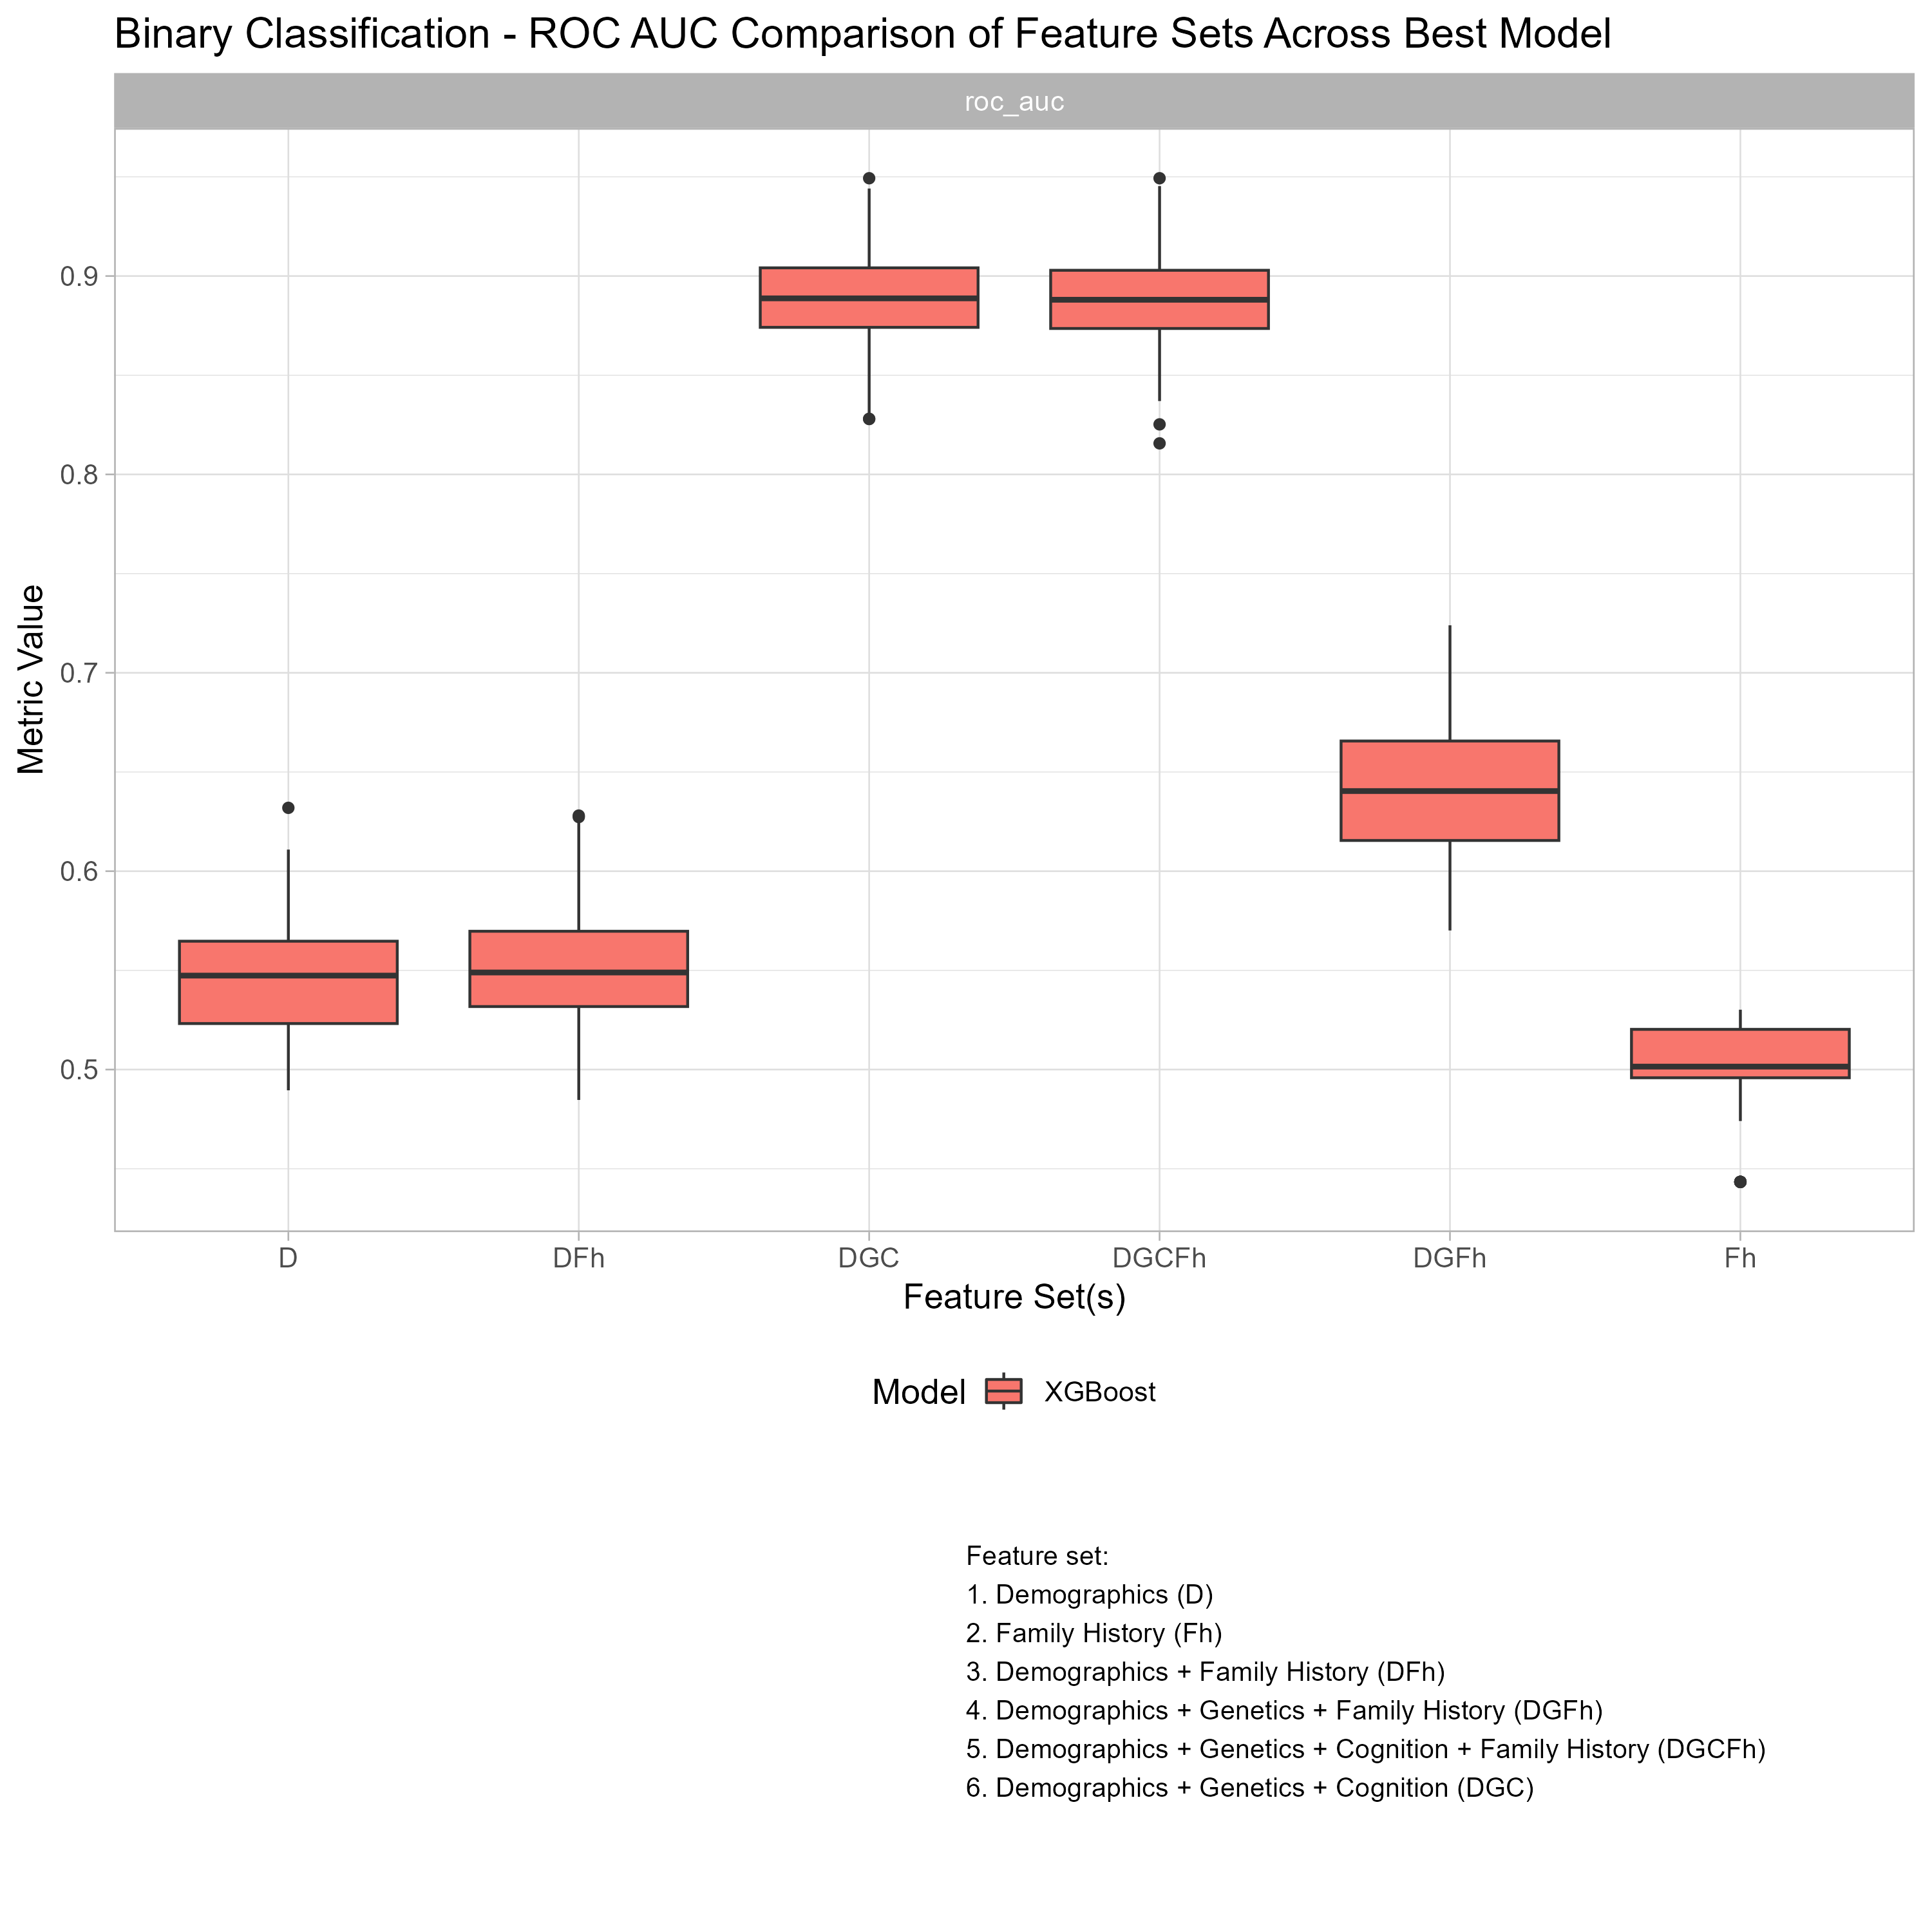 Binary Classification - ROC AUC Comparison of Feature Sets Across Best Model
roc_auc
Metric Value
0.9
0.8
0.7
0.6
0.5
D DFh DGC DGCFh DGFh Fh
Feature Set(s)
Model XGBoost
Feature set:
1. Demographics (D)
2. Family History (Fh)
3. Demographics + Family History (DFh)
4. Demographics + Genetics + Family History (DGFh)
5. Demographics + Genetics + Cognition + Family History (DGCFh)
6. Demographics + Genetics + Cognition (DGC)